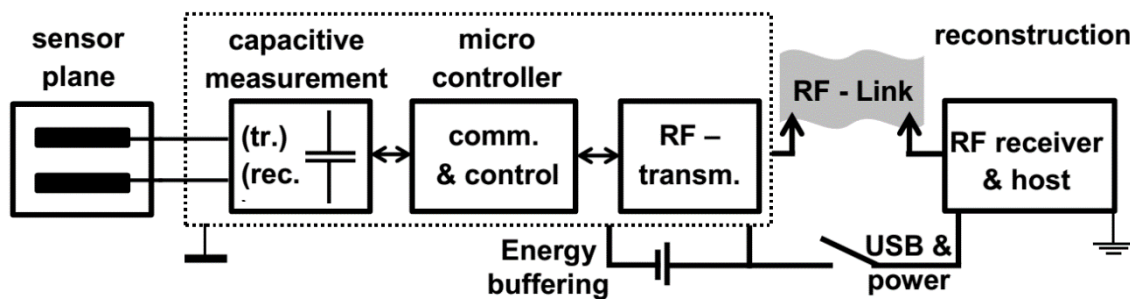 sensor
plane
capacitive
measurement
(tr.)
(rec.
micro
controller
comm.
& control
RF –
transm.
RF - Link
reconstruction
RF receiver
& host
Energy
buffering
USB &
power